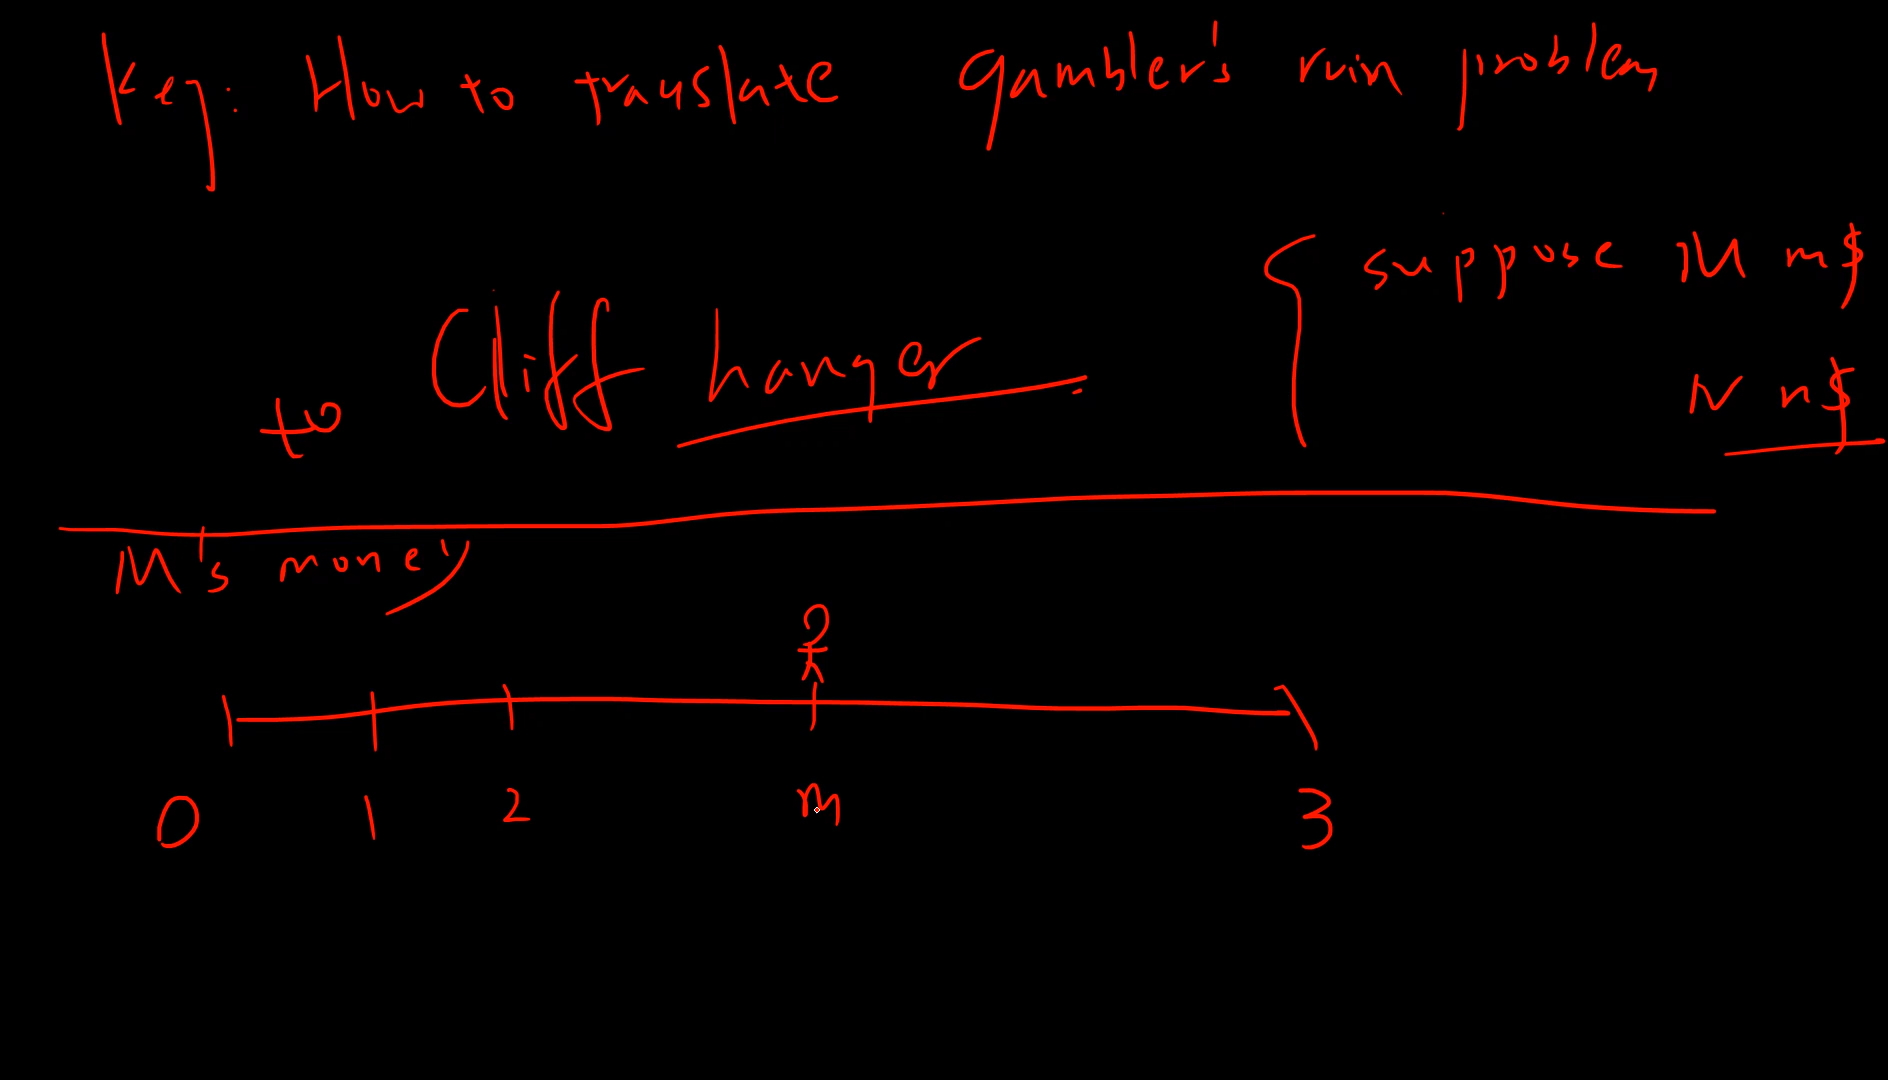 Key: How to translate gambler's ruin problem
to Cliff hanger.
suppose M m$
N n$
M's money
0 1 2 m 3